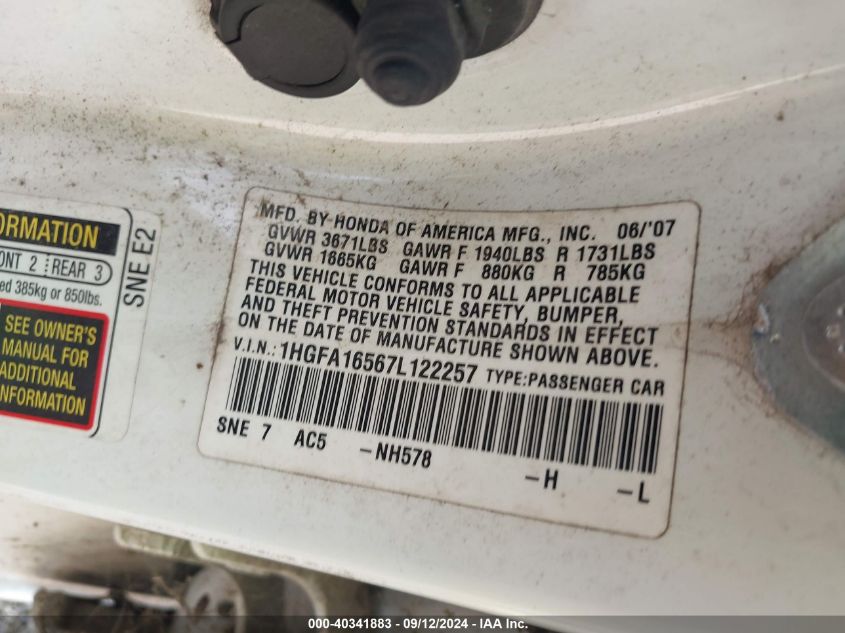 ORMATION
ONT 2 REAR 3
ed 385kg or 850lbs.
SEE OWNER'S
MANUAL FOR
ADDITIONAL
INFORMATION
SNE E2
MFD. BY HONDA OF AMERICA MFG., INC. 06/'07
GVWR 3671LBS GAWR F 1940LBS R 1731LBS
GVWR 1665KG GAWR F 880KG R 785KG
THIS VEHICLE CONFORMS TO ALL APPLICABLE
FEDERAL MOTOR VEHICLE SAFETY, BUMPER,
AND THEFT PREVENTION STANDARDS IN EFFECT
ON THE DATE OF MANUFACTURE SHOWN ABOVE.
V.I.N.: 1HGFA16567L122257 TYPE:PASSENGER CAR
SNE 7 AC5 -NH578 -H -L
000-40341883 - 09/12/2024 - IAA Inc.